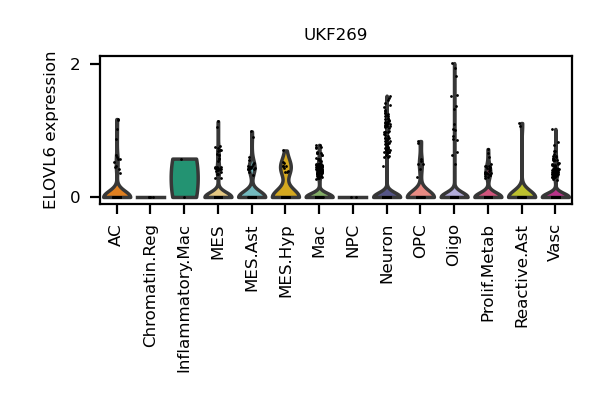 UKF269
ELOVL6 expression
2
0
AC
Chromatin.Reg
Inflammatory.Mac
MES
MES.Ast
MES.Hyp
Mac
NPC
Neuron
OPC
Oligo
Prolif.Metab
Reactive.Ast
Vasc